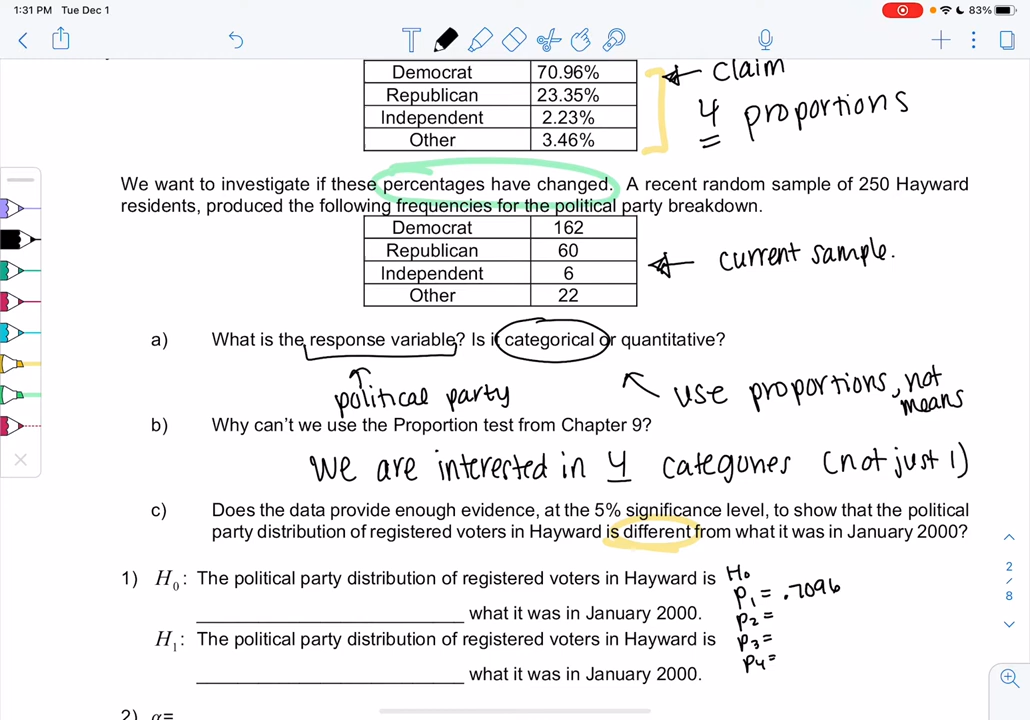 1:31 PM Tue Dec 1
83%
T
Democrat 70.96%
Republican 23.35%
Independent 2.23%
Other 3.46%
claim
4 proportions
We want to investigate if these percentages have changed. A recent random sample of 250 Hayward
residents, produced the following frequencies for the political party breakdown.
Democrat 162
Republican 60
Independent 6
Other 22
current sample.
a) What is the response variable? Is it categorical or quantitative?
political party
use proportions, not means
b) Why can't we use the Proportion test from Chapter 9?
We are interested in 4 categories (not just 1)
c) Does the data provide enough evidence, at the 5% significance level, to show that the political
party distribution of registered voters in Hayward is different from what it was in January 2000?
1) H₀: The political party distribution of registered voters in Hayward is
_________________________ what it was in January 2000.
H₁: The political party distribution of registered voters in Hayward is
_________________________ what it was in January 2000.
H₀
p₁ = .7096
p₂ =
p₃ =
p₄ =
2) α=
2
/
8